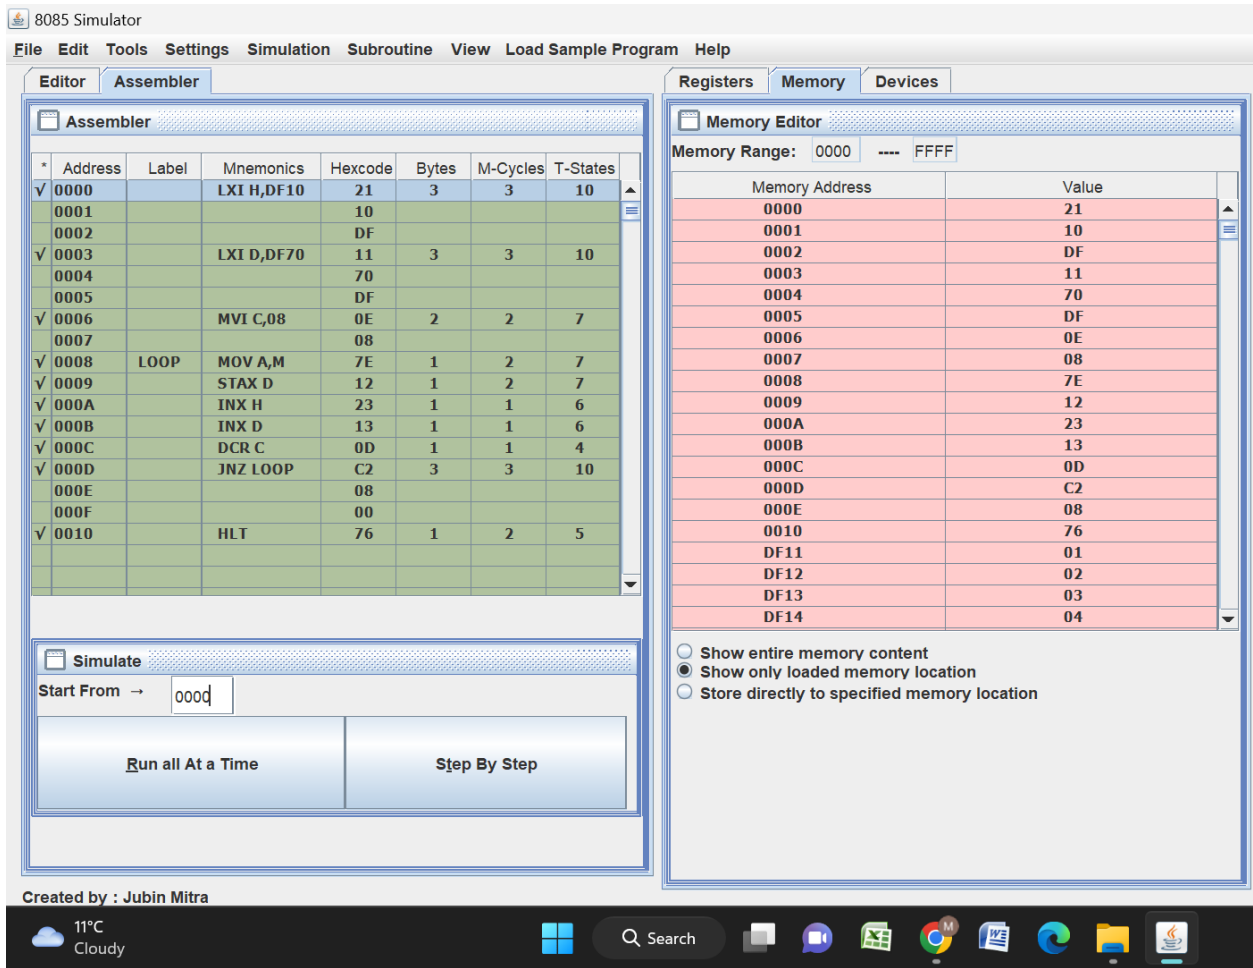 8085 Simulator
File Edit Tools Settings Simulation Subroutine View Load Sample Program Help
Editor Assembler
Assembler
* Address Label Mnemonics Hexcode Bytes M-Cycles T-States
√ 0000 LXI H,DF10 21 3 3 10
0001 10
0002 DF
√ 0003 LXI D,DF70 11 3 3 10
0004 70
0005 DF
√ 0006 MVI C,08 0E 2 2 7
0007 08
√ 0008 LOOP MOV A,M 7E 1 2 7
√ 0009 STAX D 12 1 2 7
√ 000A INX H 23 1 1 6
√ 000B INX D 13 1 1 6
√ 000C DCR C 0D 1 1 4
√ 000D JNZ LOOP C2 3 3 10
000E 08
000F 00
√ 0010 HLT 76 1 2 5
Simulate
Start From → 0000
Run all At a Time Step By Step
Created by : Jubin Mitra
Registers Memory Devices
Memory Editor
Memory Range: 0000 ---- FFFF
Memory Address Value
0000 21
0001 10
0002 DF
0003 11
0004 70
0005 DF
0006 0E
0007 08
0008 7E
0009 12
000A 23
000B 13
000C 0D
000D C2
000E 08
0010 76
DF11 01
DF12 02
DF13 03
DF14 04
Show entire memory content
Show only loaded memory location
Store directly to specified memory location
11°C
Cloudy
Search
M
W